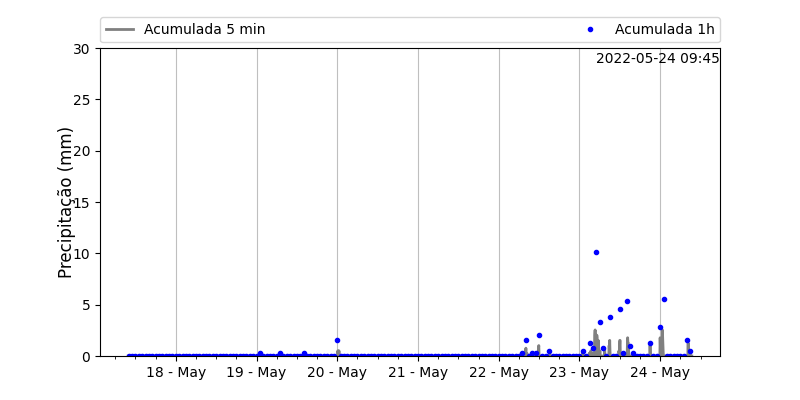 Acumulada 5 min
Acumulada 1h
2022-05-24 09:45
Precipitação (mm)
30
25
20
15
10
5
0
18 - May
19 - May
20 - May
21 - May
22 - May
23 - May
24 - May